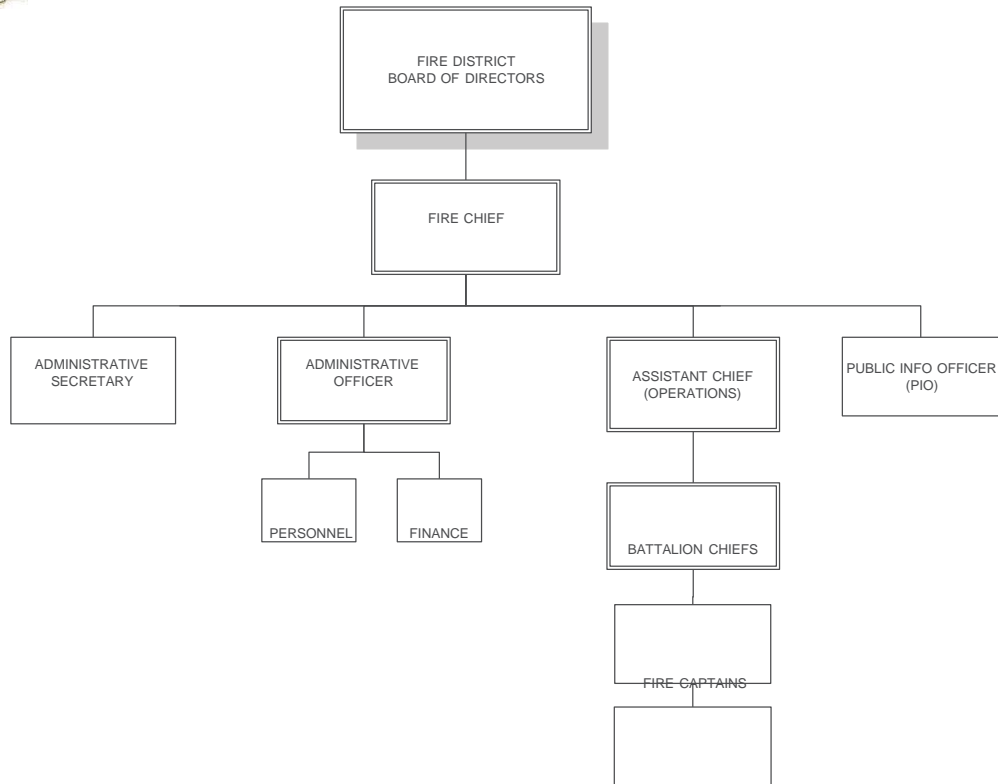 FIRE DISTRICT
BOARD OF DIRECTORS
FIRE CHIEF
ADMINISTRATIVE
SECRETARY
ADMINISTRATIVE
OFFICER
ASSISTANT CHIEF
(OPERATIONS)
PUBLIC INFO OFFICER
(PIO)
PERSONNEL
FINANCE
BATTALION CHIEFS
FIRE CAPTAINS